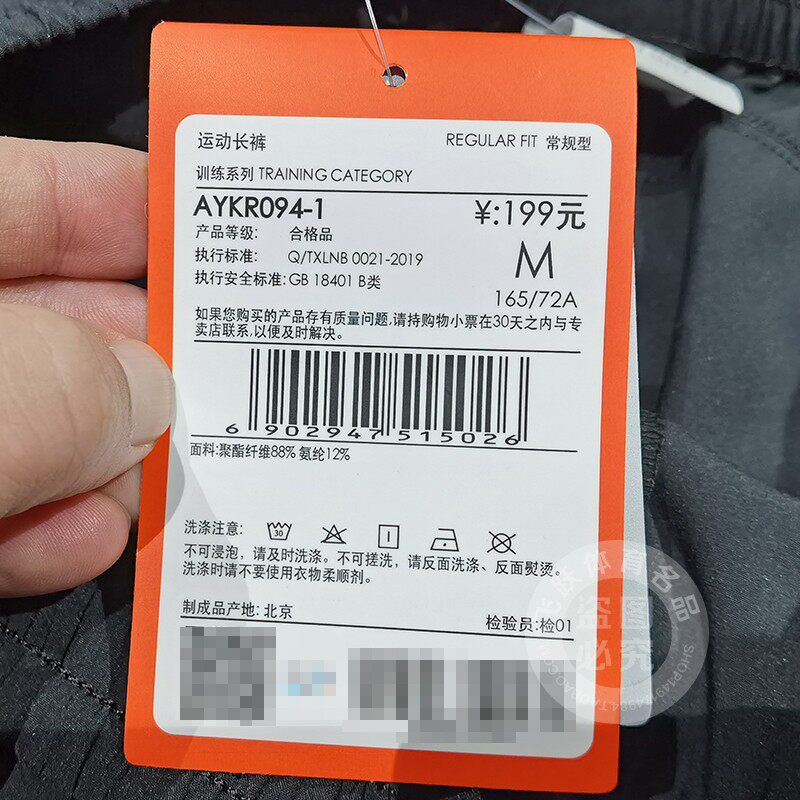 运动长裤
REGULAR FIT 常规型
训练系列 TRAINING CATEGORY
AYKR094-1
¥:199元
产品等级: 合格品
M
执行标准: Q/TXLNB 0021-2019
执行安全标准:GB 18401 B类
165/72A
如果您购买的产品存有质量问题,请持购物小票在30天之内与专
卖店联系,以便及时解决。
6 902947 515026
面料:聚酯纤维88% 氨纶12%
洗涤注意:
30
不可浸泡，请及时洗涤。不可搓洗，请反面洗涤、反面熨烫。
洗涤时请不要使用衣物柔顺剂。
制成品产地: 北京
检验员:检01
盗图
必究